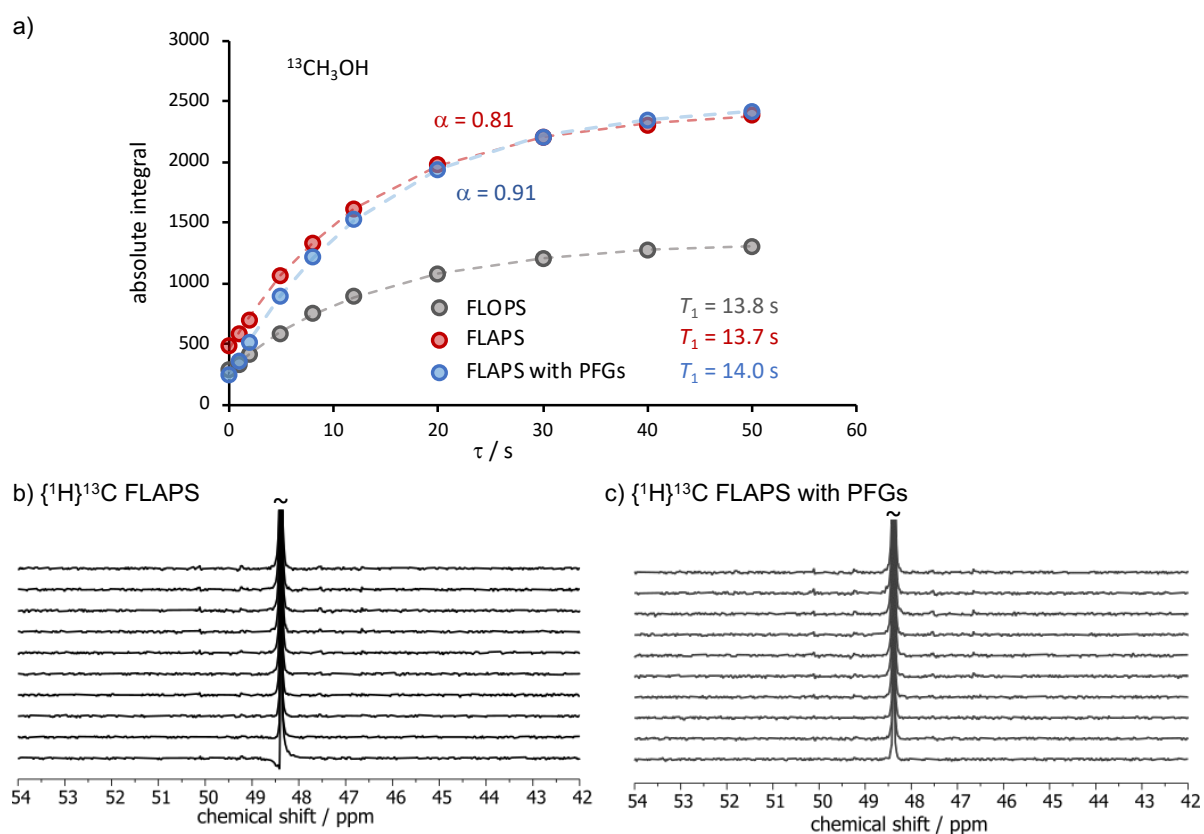 a)
3000
2500
2000
1500
1000
500
0
absolute integral
¹³CH₃OH
α = 0.81
α = 0.91
FLOPS T₁ = 13.8 s
FLAPS T₁ = 13.7 s
FLAPS with PFGs T₁ = 14.0 s
0 10 20 30 40 50 60
τ / s
b) {¹H}¹³C FLAPS
~
54 53 52 51 50 49 48 47 46 45 44 43 42
chemical shift / ppm
c) {¹H}¹³C FLAPS with PFGs
~
54 53 52 51 50 49 48 47 46 45 44 43 42
chemical shift / ppm